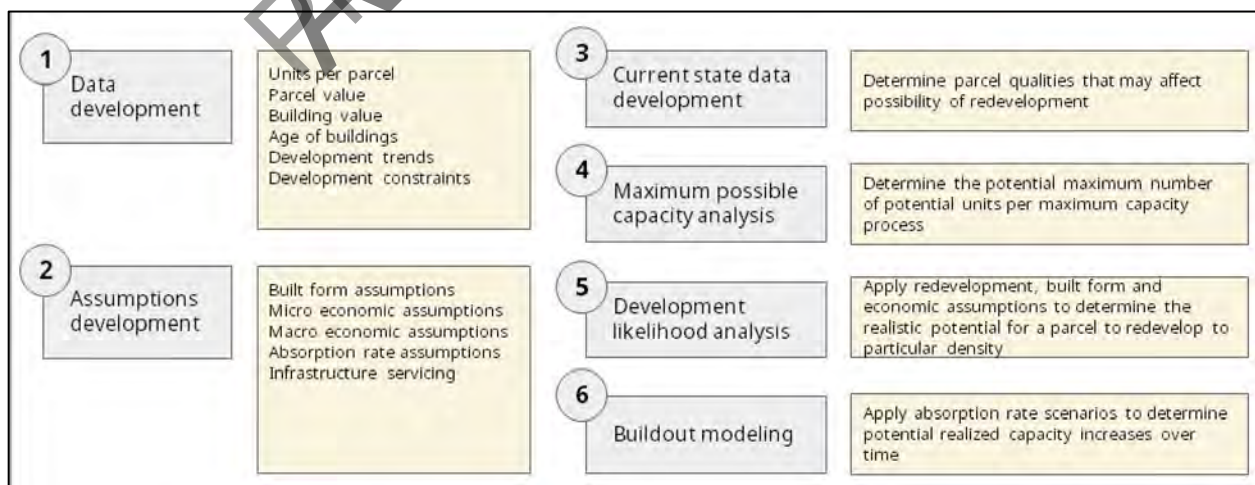 1
Data
development
Units per parcel
Parcel value
Building value
Age of buildings
Development trends
Development constraints
2
Assumptions
development
Built form assumptions
Micro economic assumptions
Macro economic assumptions
Absorption rate assumptions
Infrastructure servicing
3
Current state data
development
Determine parcel qualities that may affect
possibility of redevelopment
4
Maximum possible
capacity analysis
Determine the potential maximum number
of potential units per maximum capacity
process
5
Development
likelihood analysis
Apply redevelopment, built form and
economic assumptions to determine the
realistic potential for a parcel to redevelop to
particular density
6
Buildout modeling
Apply absorption rate scenarios to determine
potential realized capacity increases over
time